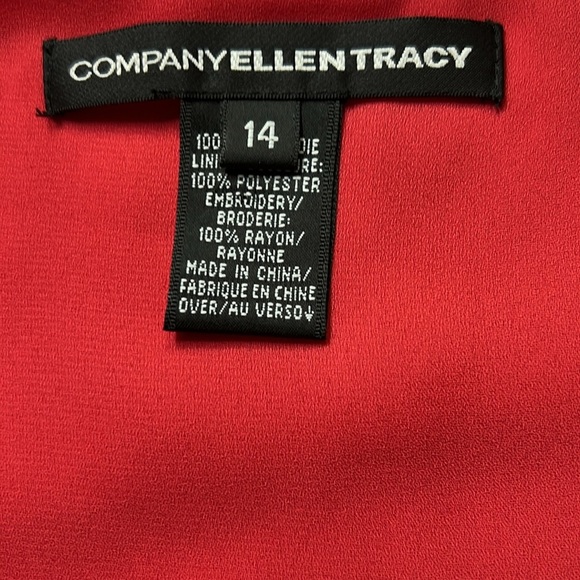 COMPANYELLENTRACY
14
100
100% POLYESTER
EMBROIDERY/
BRODERIE:
100% RAYON/
RAYONNE
MADE IN CHINA/
FABRIQUE EN CHINE
OVER/AU VERSO↓